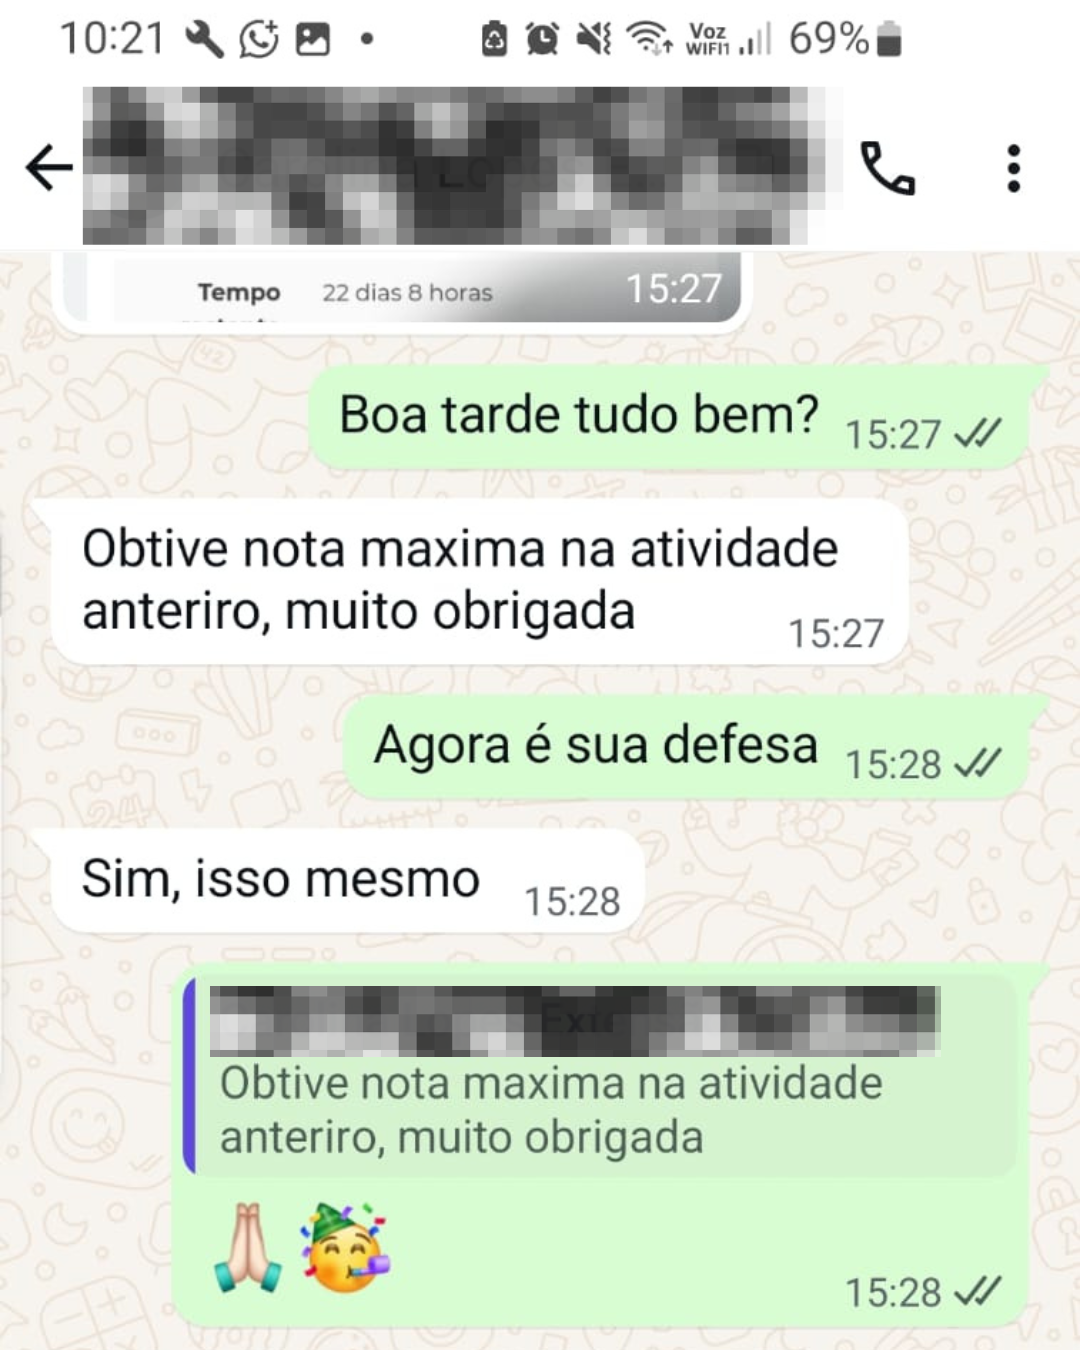 10:21
Voz
WIFI1
69%
Tempo 22 dias 8 horas 15:27
Boa tarde tudo bem? 15:27
Obtive nota maxima na atividade
anteriro, muito obrigada 15:27
Agora é sua defesa 15:28
Sim, isso mesmo 15:28
Obtive nota maxima na atividade
anteriro, muito obrigada
🙏🏻🥳
15:28